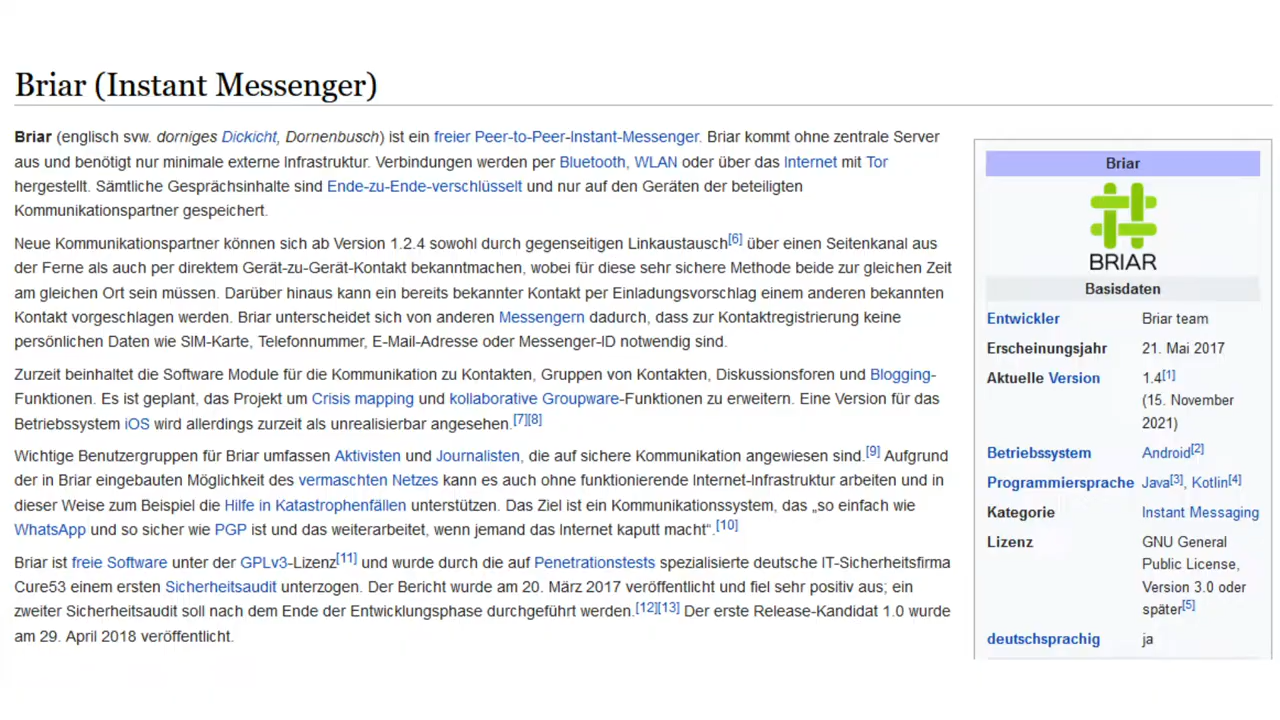 Briar (Instant Messenger)
Briar (englisch svw. dorniges Dickicht, Dornenbusch) ist ein freier Peer-to-Peer-Instant-Messenger. Briar kommt ohne zentrale Server
aus und benötigt nur minimale externe Infrastruktur. Verbindungen werden per Bluetooth, WLAN oder über das Internet mit Tor
hergestellt. Sämtliche Gesprächsinhalte sind Ende-zu-Ende-verschlüsselt und nur auf den Geräten der beteiligten
Kommunikationspartner gespeichert.
Neue Kommunikationspartner können sich ab Version 1.2.4 sowohl durch gegenseitigen Linkaustausch[6] über einen Seitenkanal aus
der Ferne als auch per direktem Gerät-zu-Gerät-Kontakt bekanntmachen, wobei für diese sehr sichere Methode beide zur gleichen Zeit
am gleichen Ort sein müssen. Darüber hinaus kann ein bereits bekannter Kontakt per Einladungsvorschlag einem anderen bekannten
Kontakt vorgeschlagen werden. Briar unterscheidet sich von anderen Messengern dadurch, dass zur Kontaktregistrierung keine
persönlichen Daten wie SIM-Karte, Telefonnummer, E-Mail-Adresse oder Messenger-ID notwendig sind.
Zurzeit beinhaltet die Software Module für die Kommunikation zu Kontakten, Gruppen von Kontakten, Diskussionsforen und Blogging-
Funktionen. Es ist geplant, das Projekt um Crisis mapping und kollaborative Groupware-Funktionen zu erweitern. Eine Version für das
Betriebssystem iOS wird allerdings zurzeit als unrealisierbar angesehen.[7][8]
Wichtige Benutzergruppen für Briar umfassen Aktivisten und Journalisten, die auf sichere Kommunikation angewiesen sind.[9] Aufgrund
der in Briar eingebauten Möglichkeit des vermaschten Netzes kann es auch ohne funktionierende Internet-Infrastruktur arbeiten und in
dieser Weise zum Beispiel die Hilfe in Katastrophenfällen unterstützen. Das Ziel ist ein Kommunikationssystem, das „so einfach wie
WhatsApp und so sicher wie PGP ist und das weiterarbeitet, wenn jemand das Internet kaputt macht“.[10]
Briar ist freie Software unter der GPLv3-Lizenz[11] und wurde durch die auf Penetrationstests spezialisierte deutsche IT-Sicherheitsfirma
Cure53 einem ersten Sicherheitsaudit unterzogen. Der Bericht wurde am 20. März 2017 veröffentlicht und fiel sehr positiv aus; ein
zweiter Sicherheitsaudit soll nach dem Ende der Entwicklungsphase durchgeführt werden.[12][13] Der erste Release-Kandidat 1.0 wurde
am 29. April 2018 veröffentlicht.
Briar
BRIAR
Basisdaten
Entwickler Briar team
Erscheinungsjahr 21. Mai 2017
Aktuelle Version 1.4[1]
(15. November
2021)
Betriebssystem Android[2]
Programmiersprache Java[3], Kotlin[4]
Kategorie Instant Messaging
Lizenz GNU General
Public License,
Version 3.0 oder
später[5]
deutschsprachig ja